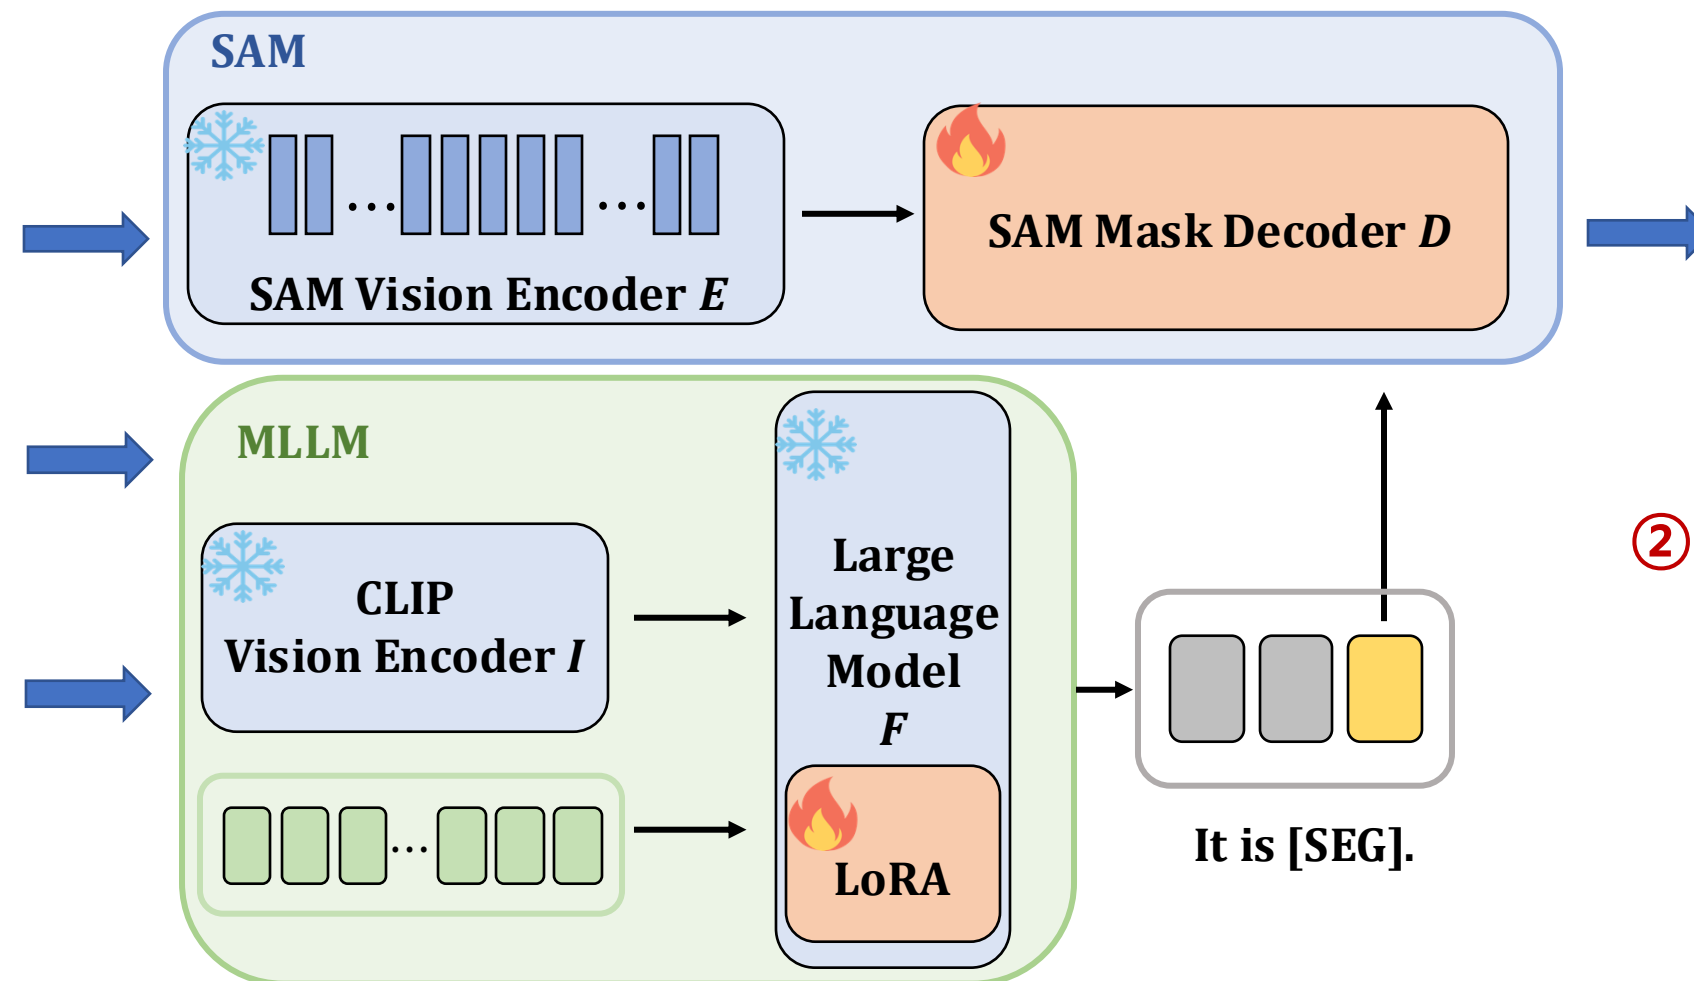 SAM
...
...
SAM Vision Encoder E
SAM Mask Decoder D
MLLM
CLIP
Vision Encoder I
Large
Language
Model
F
LoRA
...
②
It is [SEG].